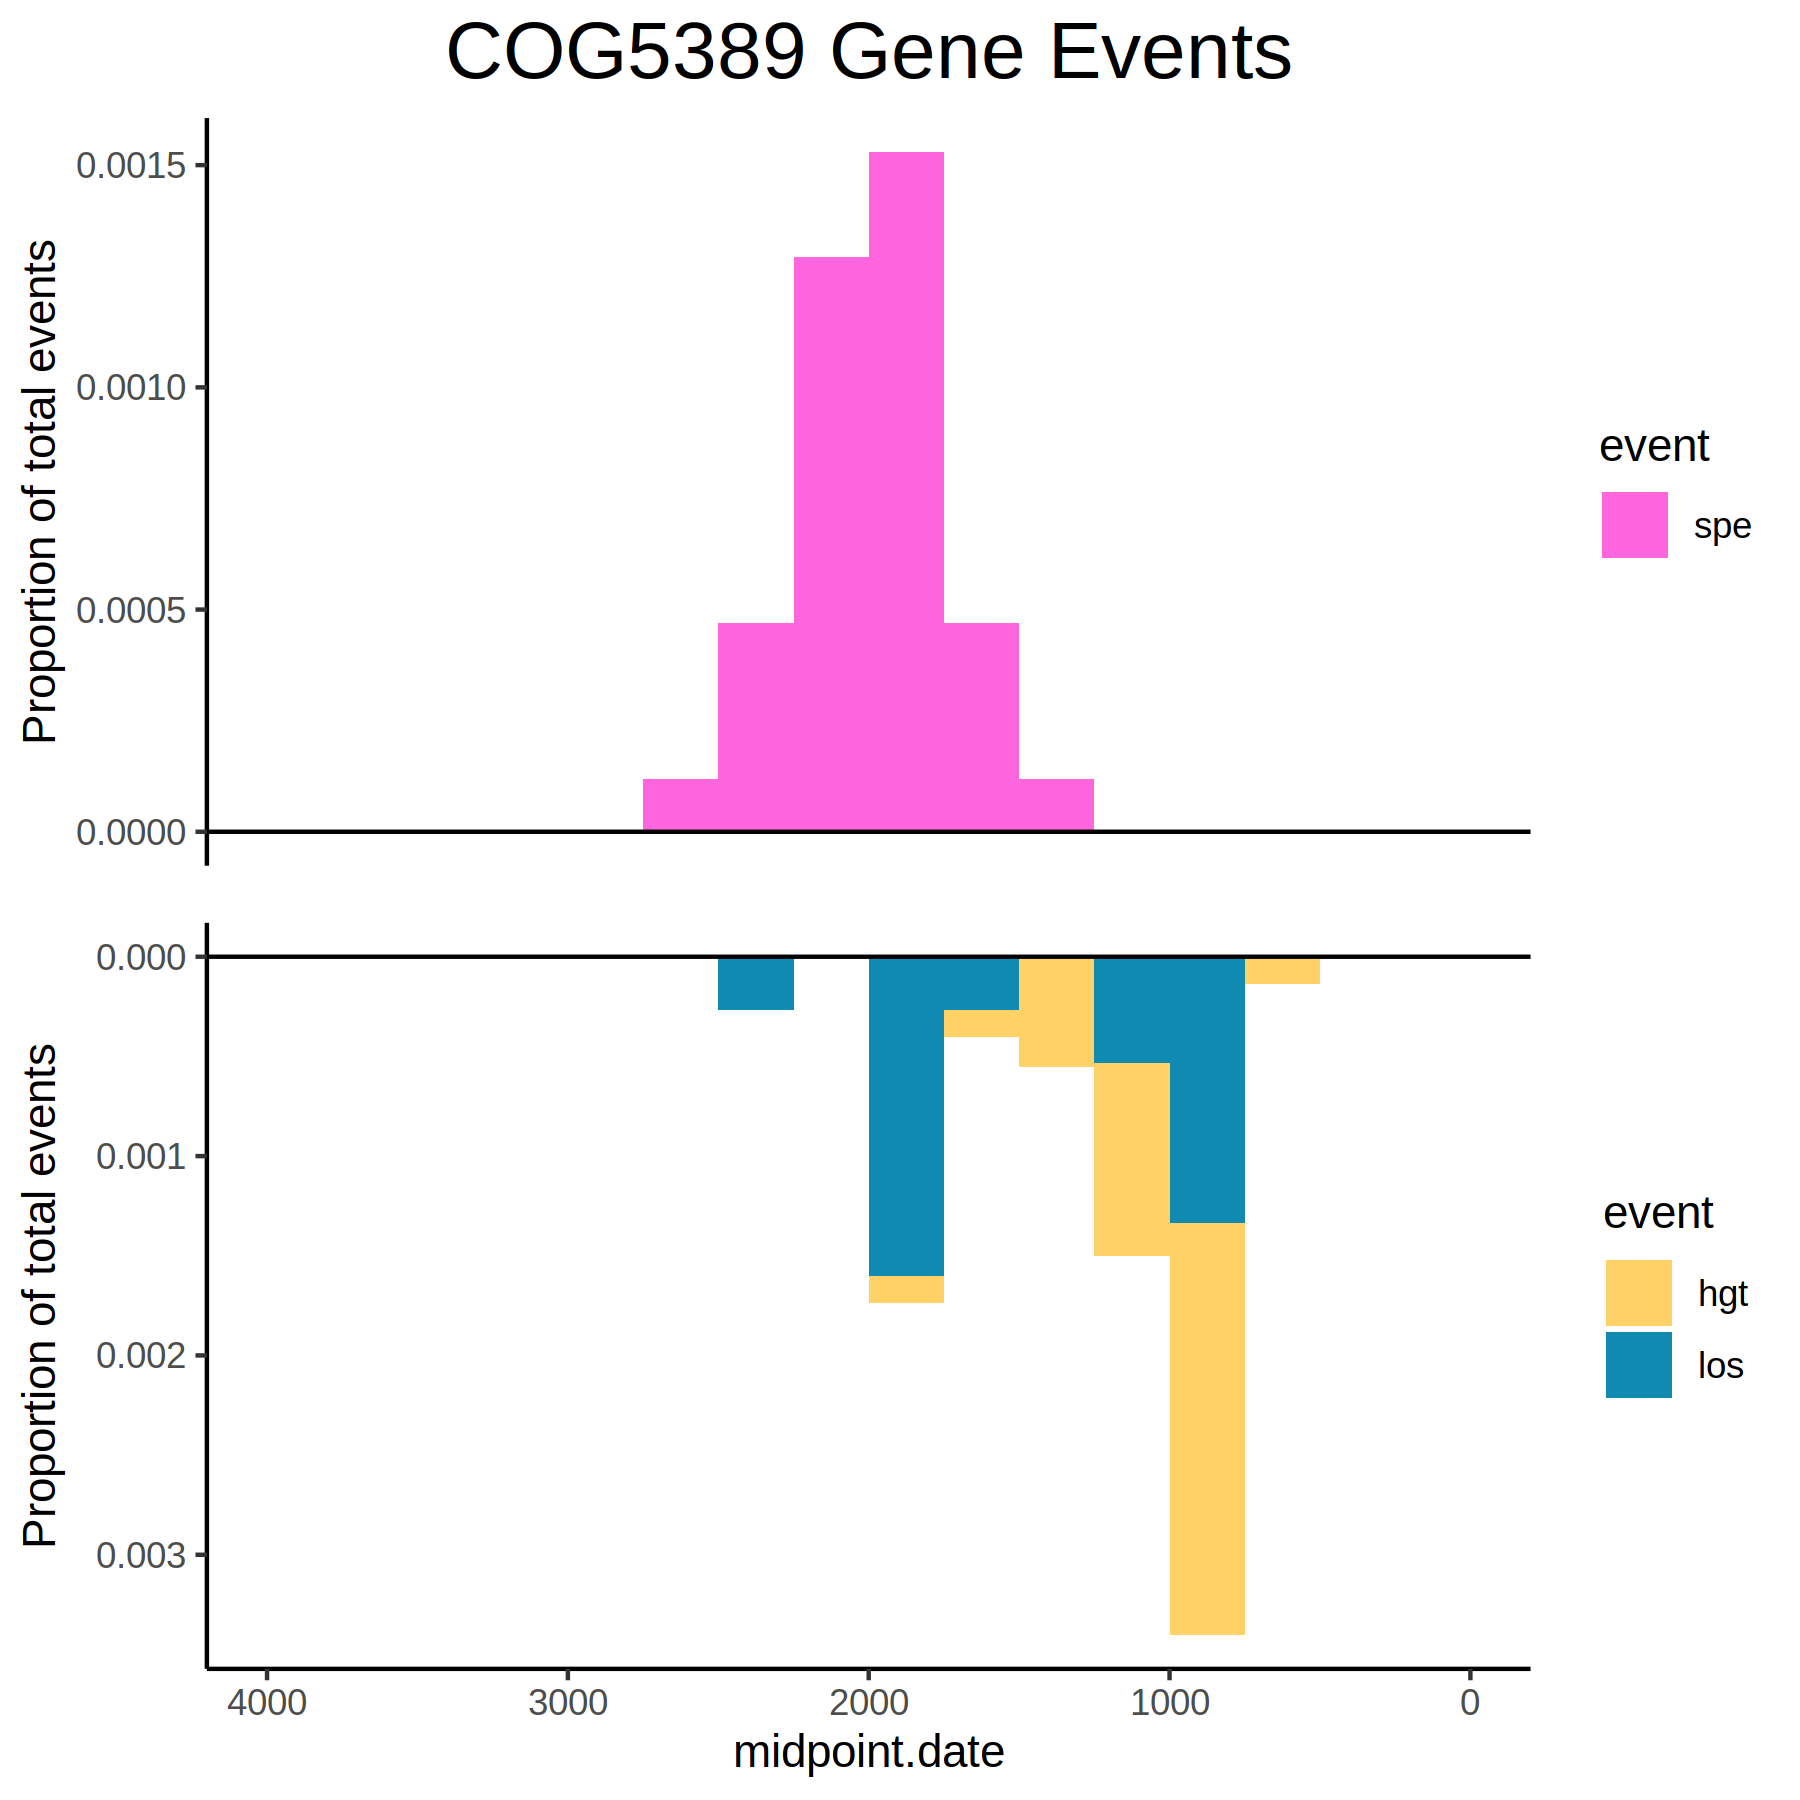 COG5389 Gene Events
Proportion of total events
0.0015
0.0010
0.0005
0.0000
event
spe
Proportion of total events
0.000
0.001
0.002
0.003
event
hgt
los
4000 3000 2000 1000 0
midpoint.date